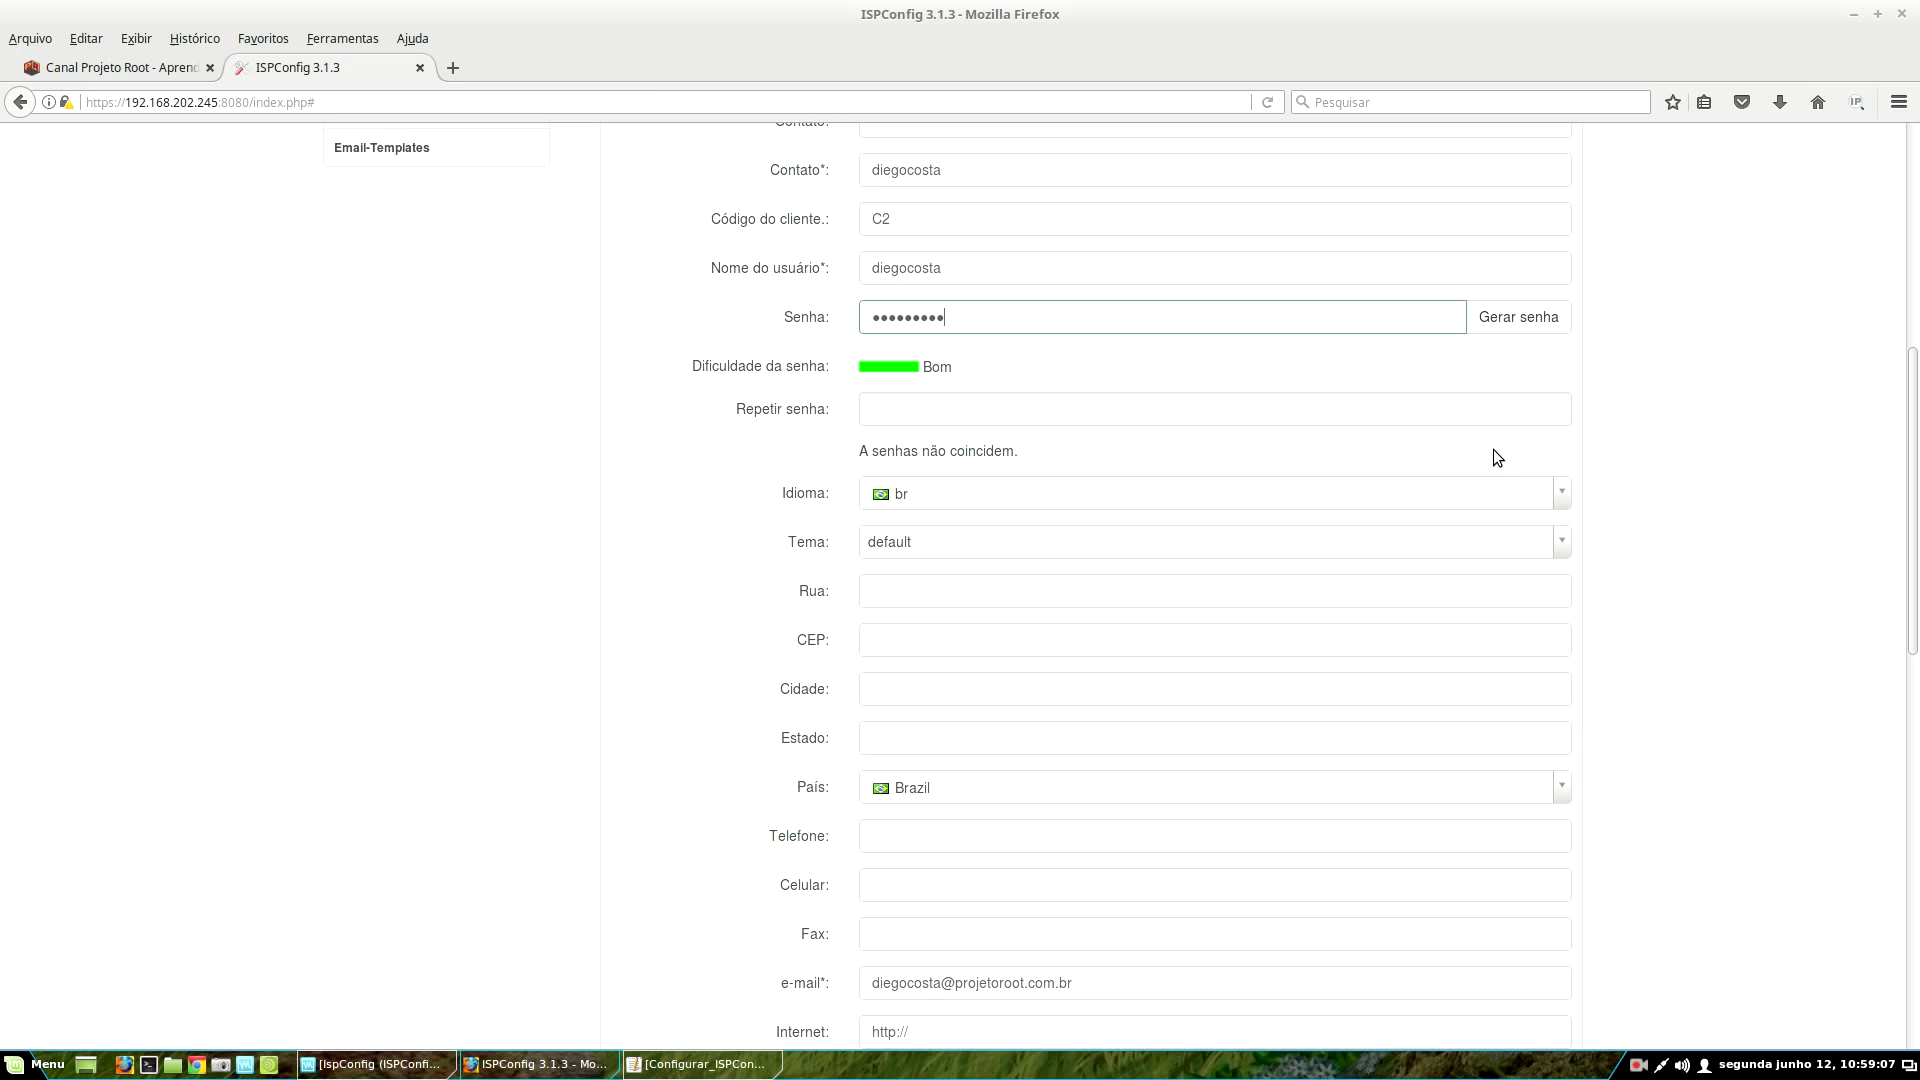 ISPConfig 3.1.3 - Mozilla Firefox
Arquivo Editar Exibir Histórico Favoritos Ferramentas Ajuda
Canal Projeto Root - Aprend ISPConfig 3.1.3
https://192.168.202.245:8080/index.php# Pesquisar
Contato:
Email-Templates
Contato*: diegocosta
Código do cliente.: C2
Nome do usuário*: diegocosta
Senha: ●●●●●●●●● Gerar senha
Dificuldade da senha: Bom
Repetir senha:
A senhas não coincidem.
Idioma: br
Tema: default
Rua:
CEP:
Cidade:
Estado:
País: Brazil
Telefone:
Celular:
Fax:
e-mail*: diegocosta@projetoroot.com.br
Internet: http://
Menu [IspConfig (ISPConfi... ISPConfig 3.1.3 - Mo... [Configurar_ISPCon... segunda junho 12, 10:59:07